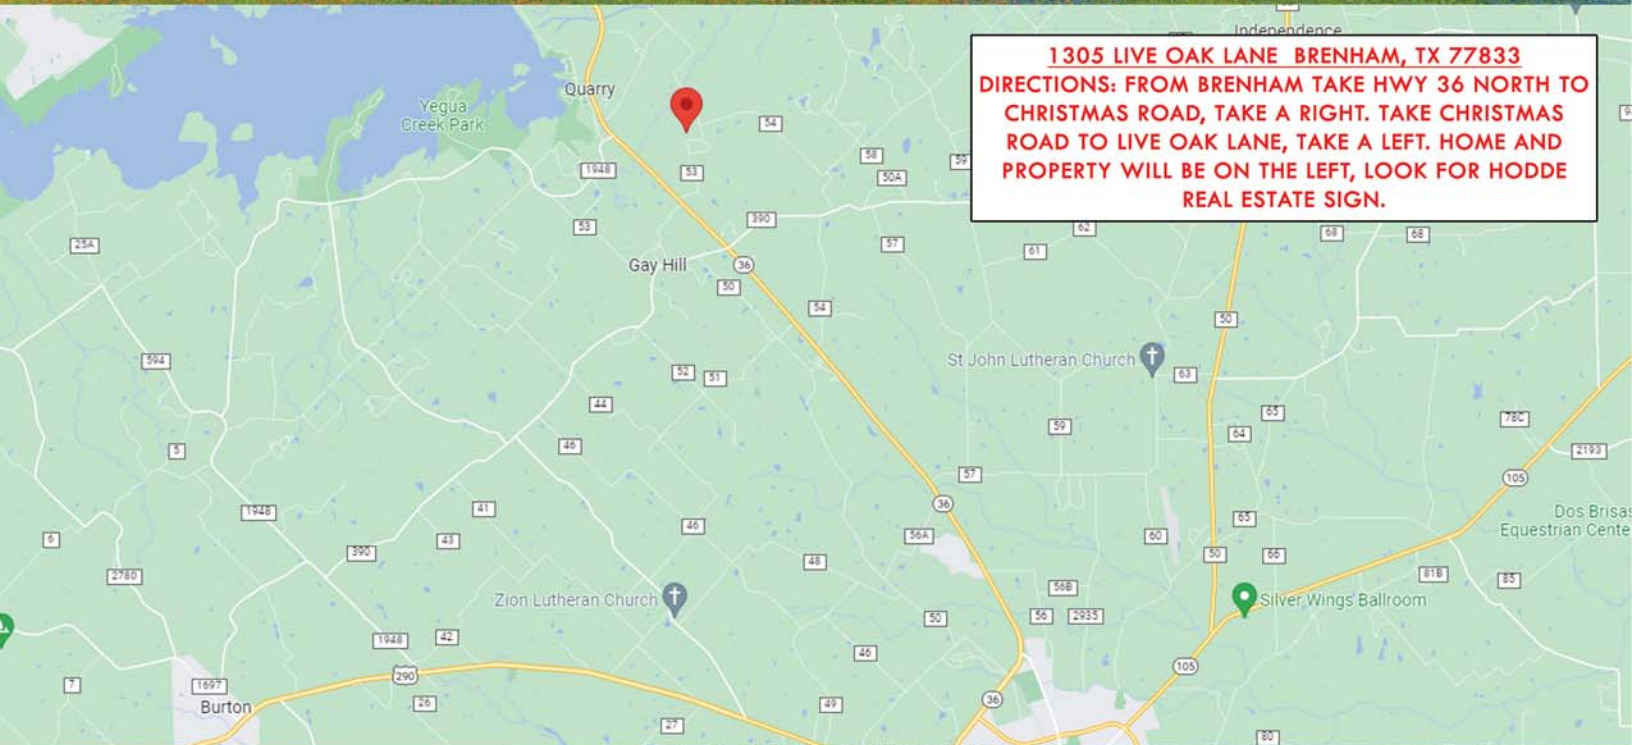 Independence
1305 LIVE OAK LANE  BRENHAM, TX 77833
DIRECTIONS: FROM BRENHAM TAKE HWY 36 NORTH TO
CHRISTMAS ROAD, TAKE A RIGHT. TAKE CHRISTMAS
ROAD TO LIVE OAK LANE, TAKE A LEFT. HOME AND
PROPERTY WILL BE ON THE LEFT, LOOK FOR HODDE
REAL ESTATE SIGN.
Quarry
Yegua
Creek Park
54
58
59
50A
1948
53
390
53
62
68
68
25A
57
61
Gay Hill
36
50
54
50
594
St John Lutheran Church
63
52
51
44
65
78C
59
64
46
5
2193
57
105
36
1948
41
65
Dos Brisas
Equestrian Cente
46
6
43
56A
60
390
50
66
48
2780
56B
81B
85
Zion Lutheran Church
Silver Wings Ballroom
50
56
2935
1948
42
46
105
290
7
1697
26
36
49
Burton
27
80